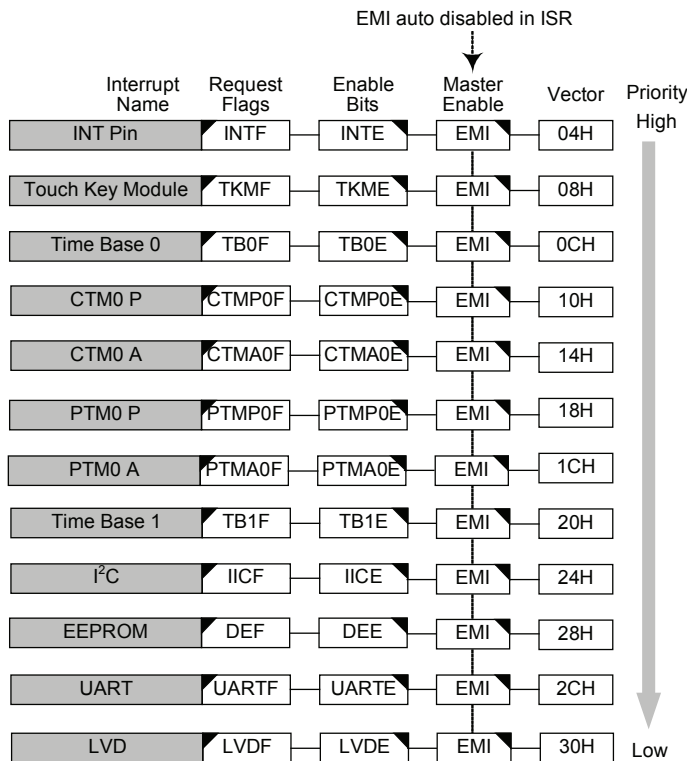 EMI auto disabled in ISR
Interrupt Name Request Flags Enable Bits Master Enable Vector Priority
High
INT Pin INTF INTE EMI 04H
Touch Key Module TKMF TKME EMI 08H
Time Base 0 TB0F TB0E EMI 0CH
CTM0 P CTMP0F CTMP0E EMI 10H
CTM0 A CTMA0F CTMA0E EMI 14H
PTM0 P PTMP0F PTMP0E EMI 18H
PTM0 A PTMA0F PTMA0E EMI 1CH
Time Base 1 TB1F TB1E EMI 20H
I²C IICF IICE EMI 24H
EEPROM DEF DEE EMI 28H
UART UARTF UARTE EMI 2CH
LVD LVDF LVDE EMI 30H Low